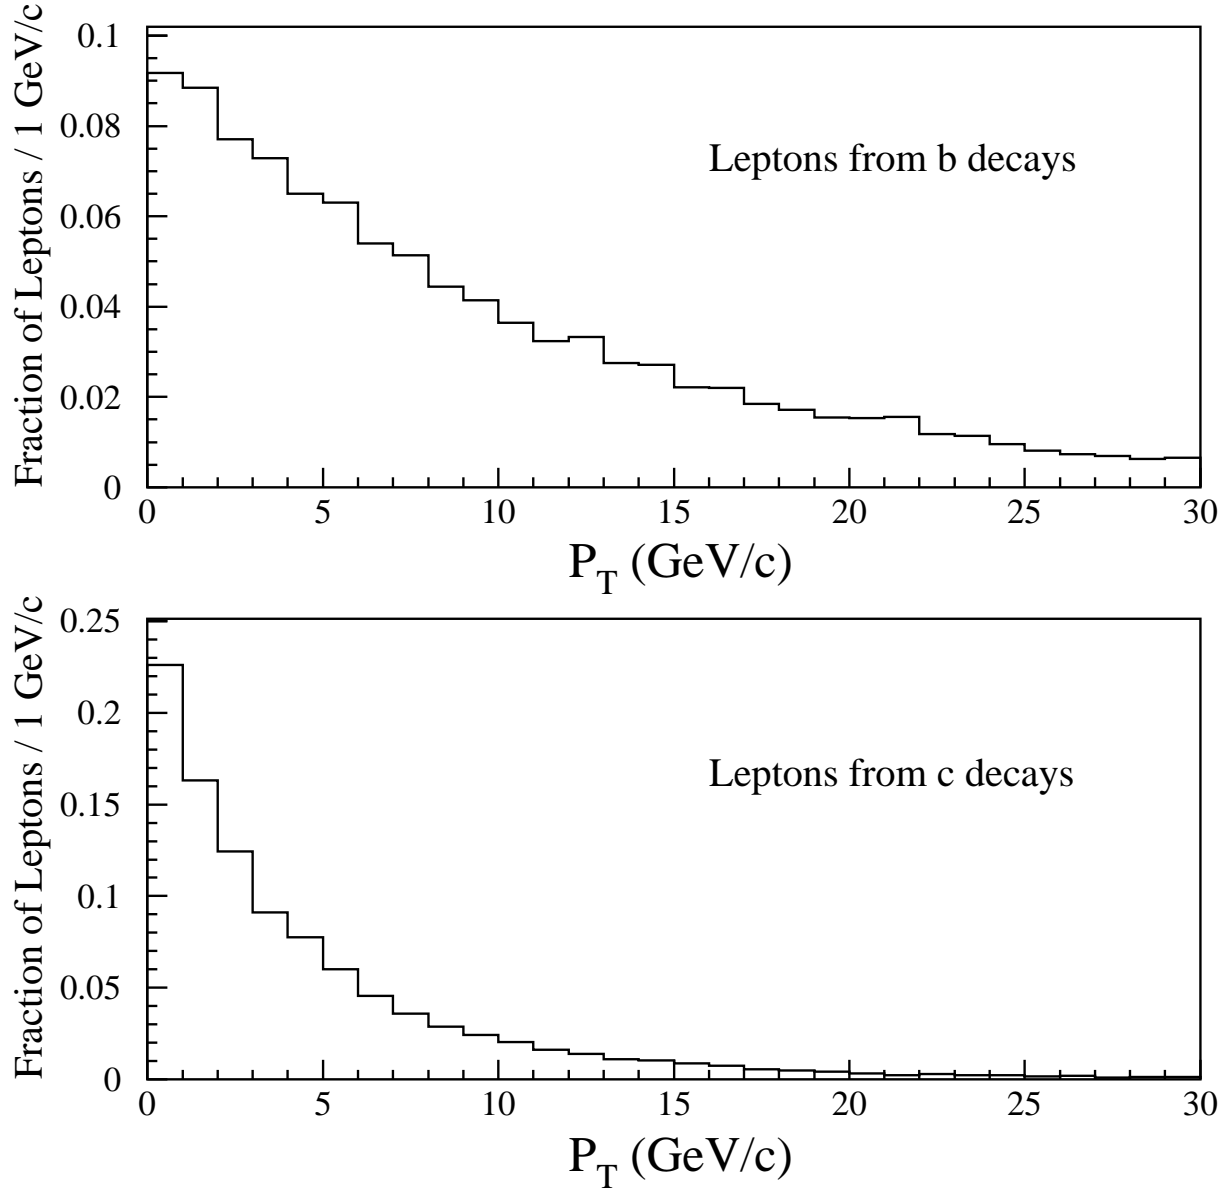 Fraction of Leptons / 1 GeV/c
0.1
0.08
0.06
0.04
0.02
0
Leptons from b decays
0 5 10 15 20 25 30
P_T (GeV/c)
Fraction of Leptons / 1 GeV/c
0.25
0.2
0.15
0.1
0.05
0
Leptons from c decays
0 5 10 15 20 25 30
P_T (GeV/c)